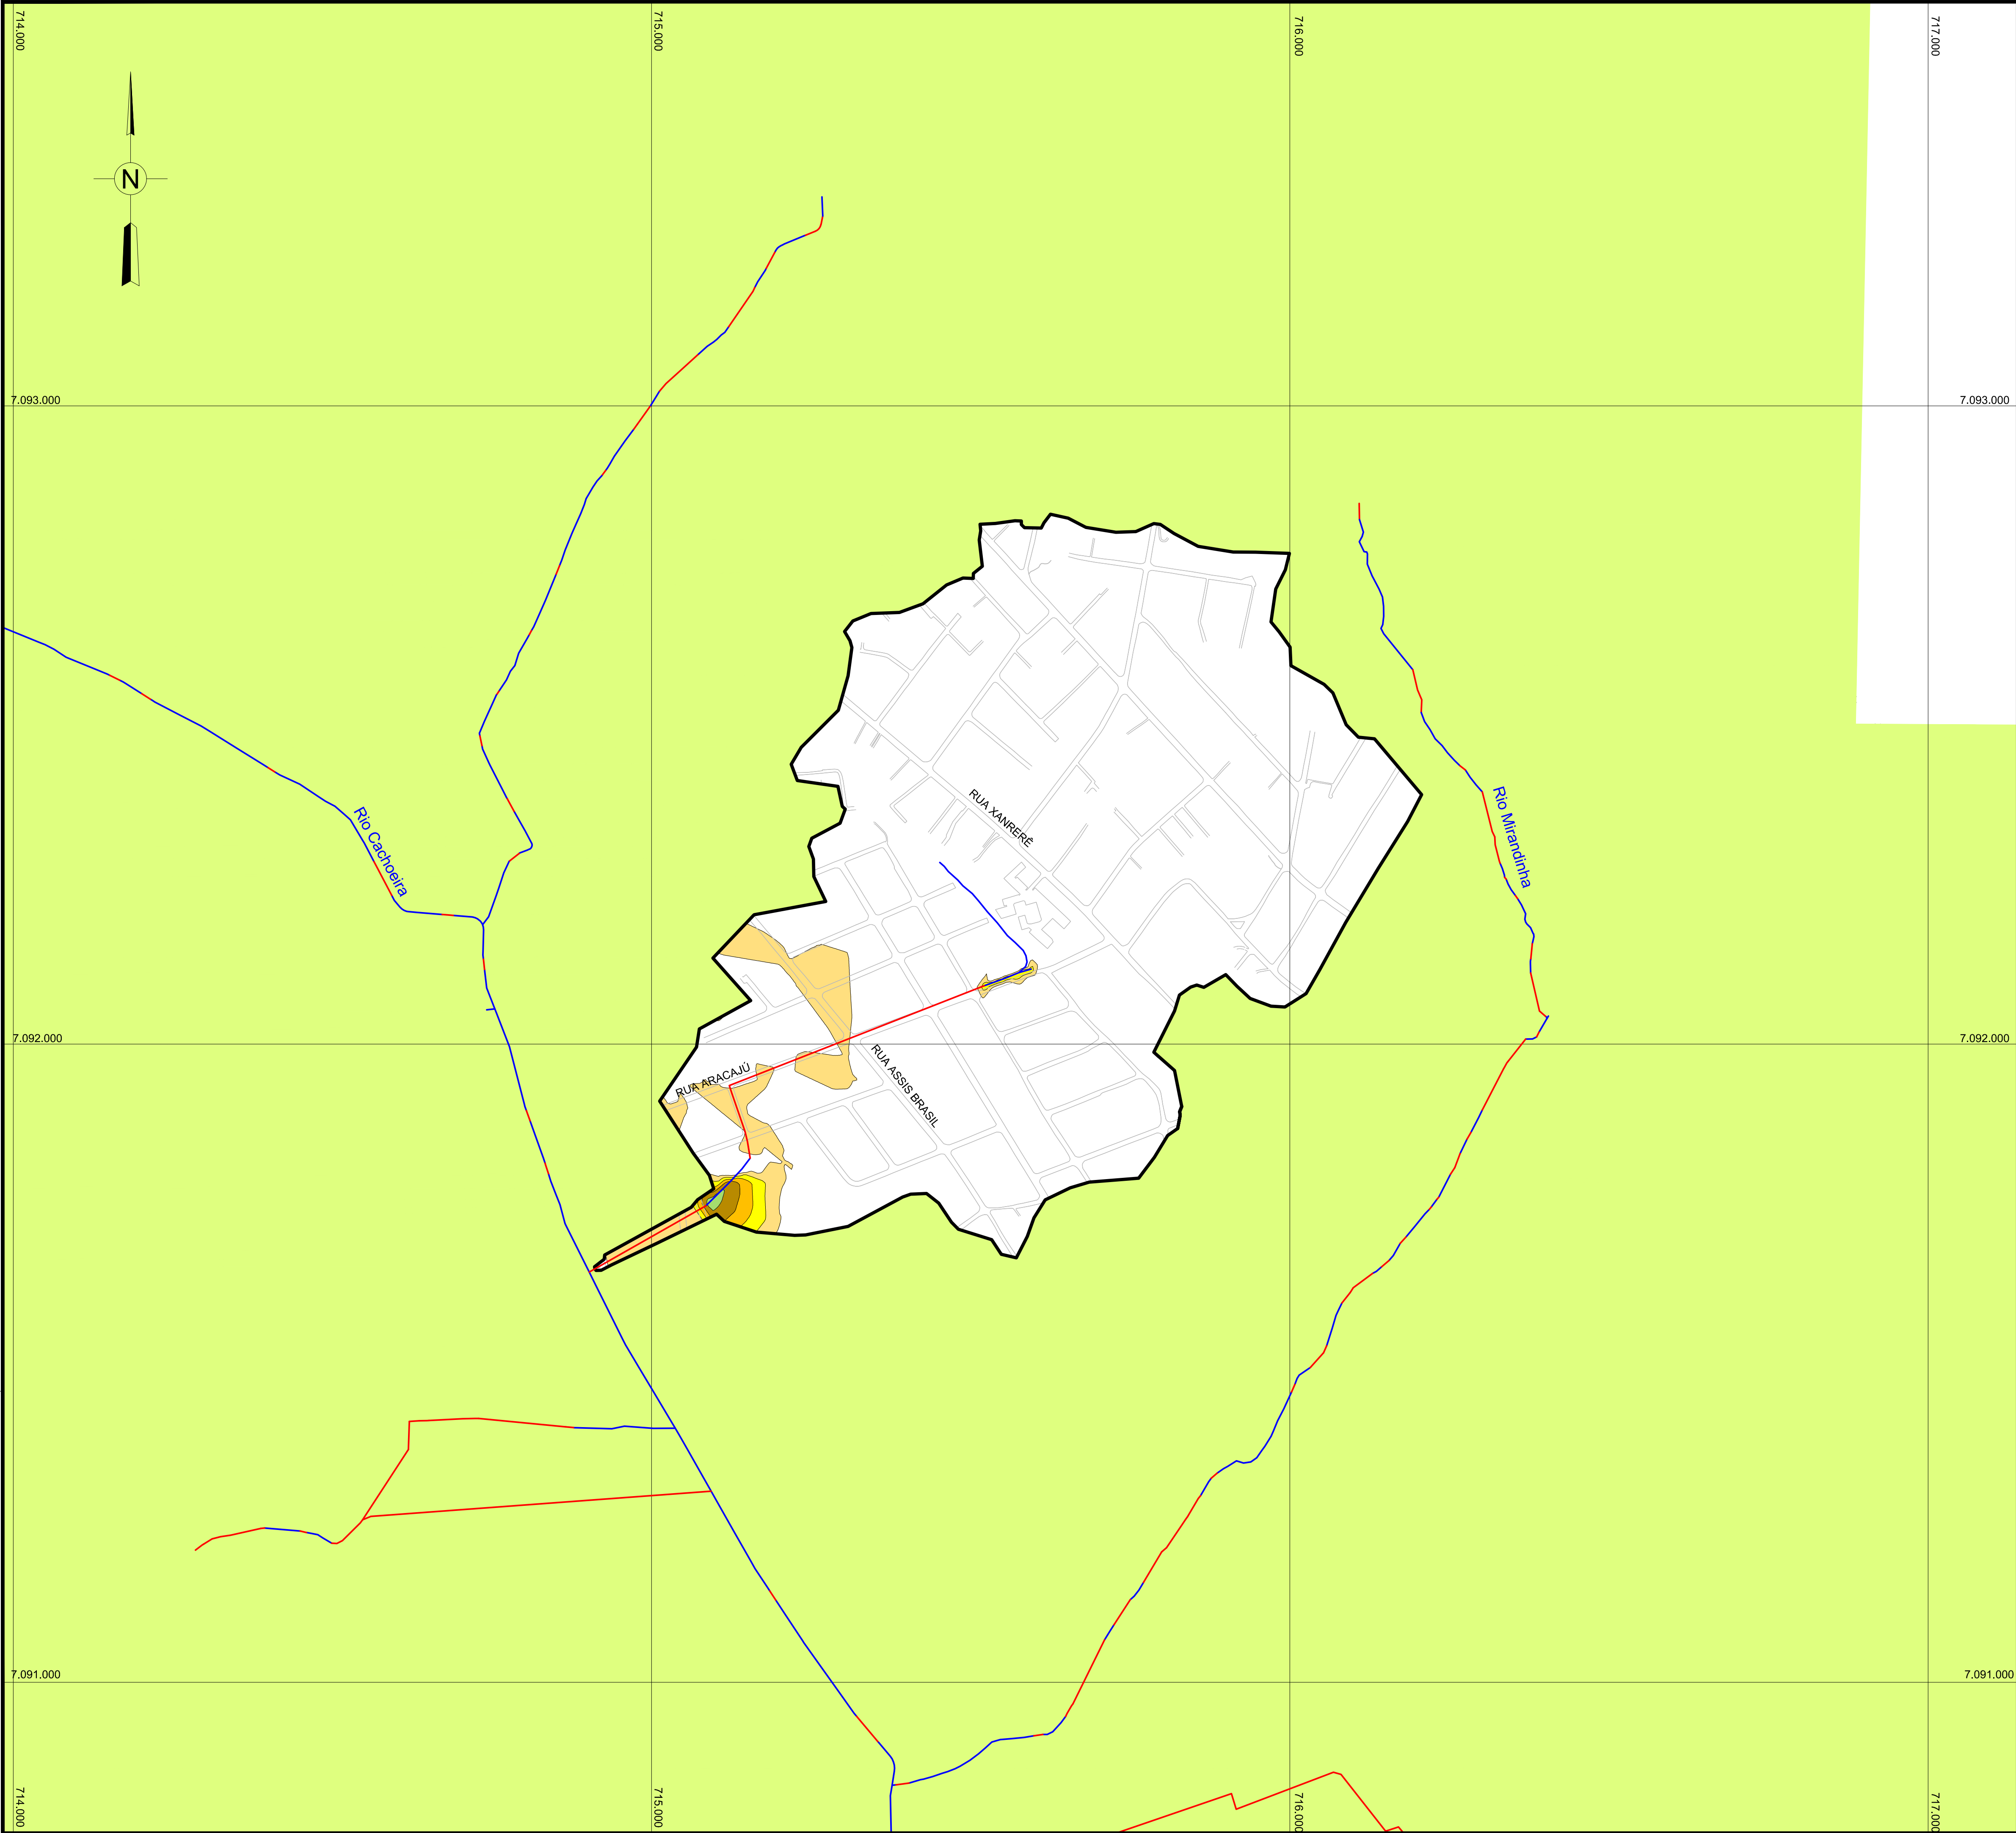 714.000
715.000
716.000
717.000
N
7.093.000
7.093.000
Rio Cachoeira
RUA XANRERÊ
Rio Mirandinha
7.092.000
7.092.000
RUA ARACAJÚ
RUA ASSIS BRASIL
7.091.000
7.091.000
714.000
715.000
716.000
717.000